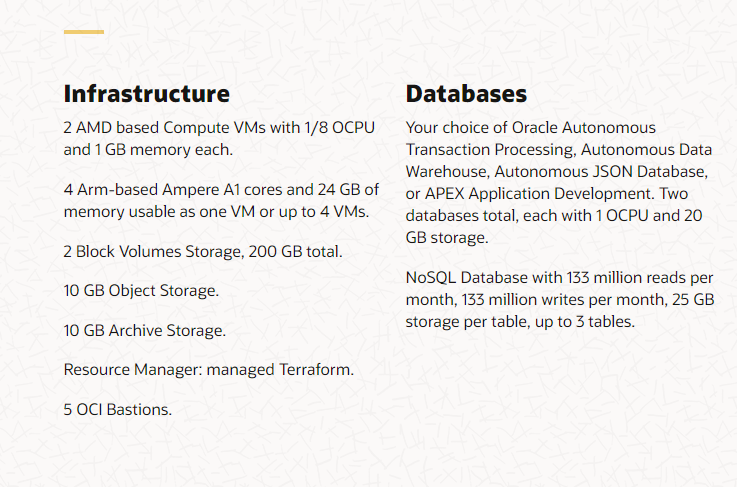 Infrastructure
2 AMD based Compute VMs with 1/8 OCPU
and 1 GB memory each.
4 Arm-based Ampere A1 cores and 24 GB of
memory usable as one VM or up to 4 VMs.
2 Block Volumes Storage, 200 GB total.
10 GB Object Storage.
10 GB Archive Storage.
Resource Manager: managed Terraform.
5 OCI Bastions.
Databases
Your choice of Oracle Autonomous
Transaction Processing, Autonomous Data
Warehouse, Autonomous JSON Database,
or APEX Application Development. Two
databases total, each with 1 OCPU and 20
GB storage.
NoSQL Database with 133 million reads per
month, 133 million writes per month, 25 GB
storage per table, up to 3 tables.